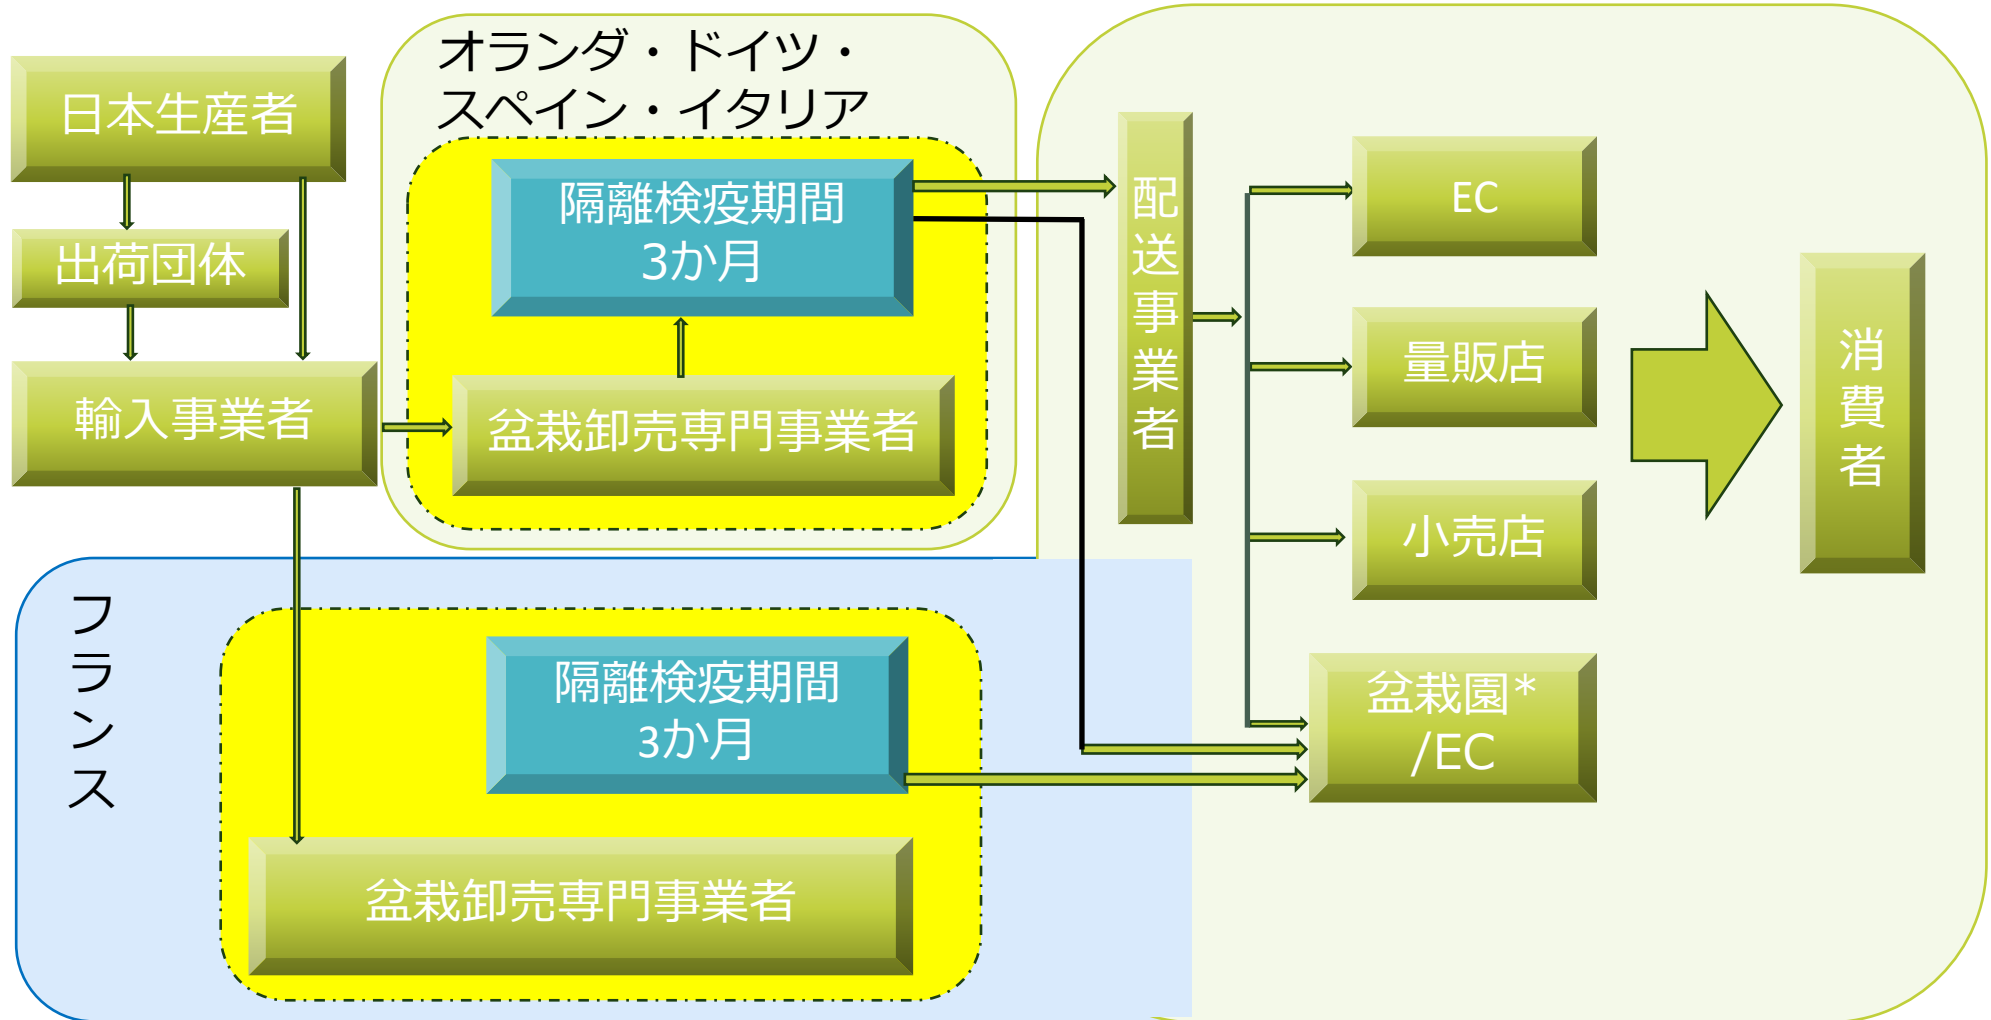 オランダ・ドイツ・
スペイン・イタリア
日本生産者
出荷団体
輸入事業者
隔離検疫期間
3か月
盆栽卸売専門事業者
配送事業者
EC
量販店
小売店
盆栽園*
/EC
消費者
フランス
隔離検疫期間
3か月
盆栽卸売専門事業者